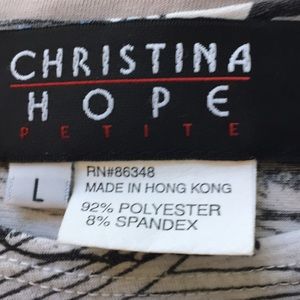 CHRISTINA
HOPE
PETITE
L
RN#86348
MADE IN HONG KONG
92% POLYESTER
8% SPANDEX